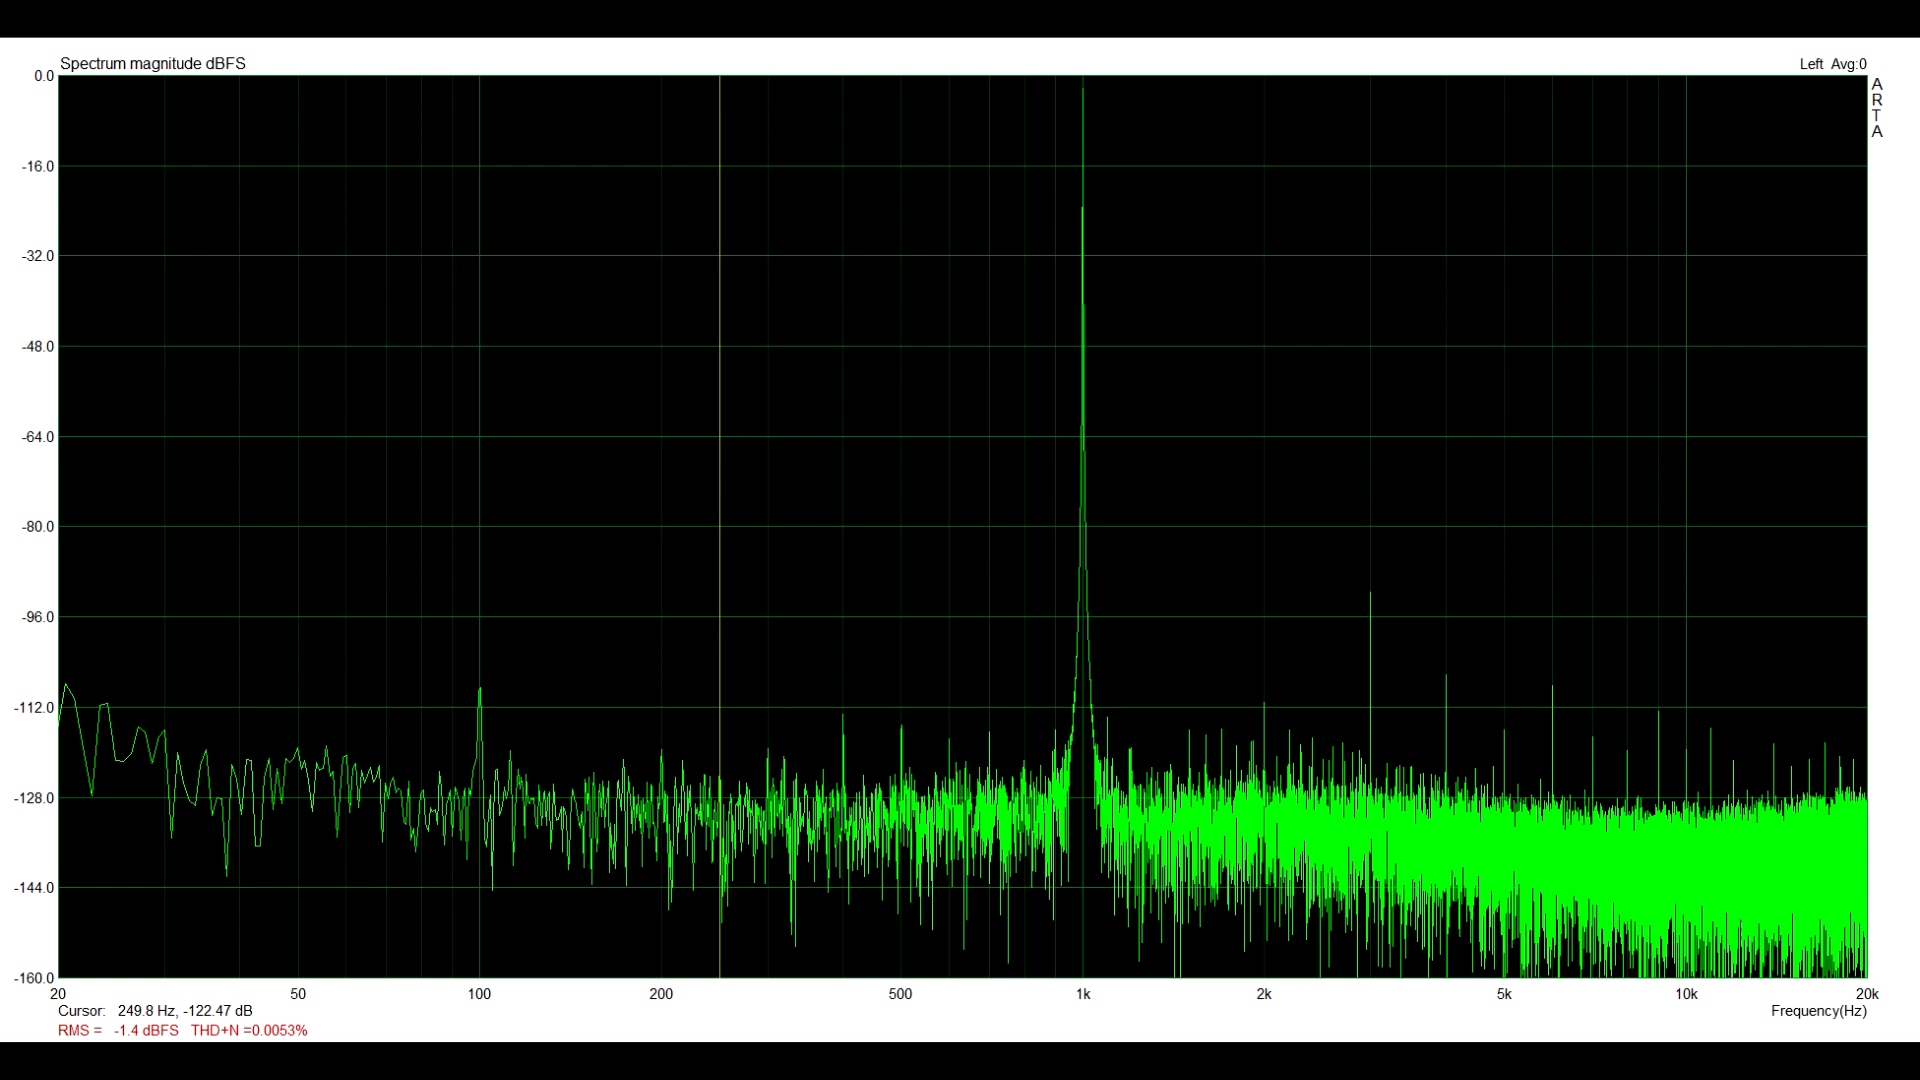 Spectrum magnitude dBFS
Left Avg:0
A
R
T
A
0.0
-16.0
-32.0
-48.0
-64.0
-80.0
-96.0
-112.0
-128.0
-144.0
-160.0
20 50 100 200 500 1k 2k 5k 10k 20k
Cursor: 249.8 Hz, -122.47 dB
Frequency(Hz)
RMS = -1.4 dBFS THD+N =0.0053%